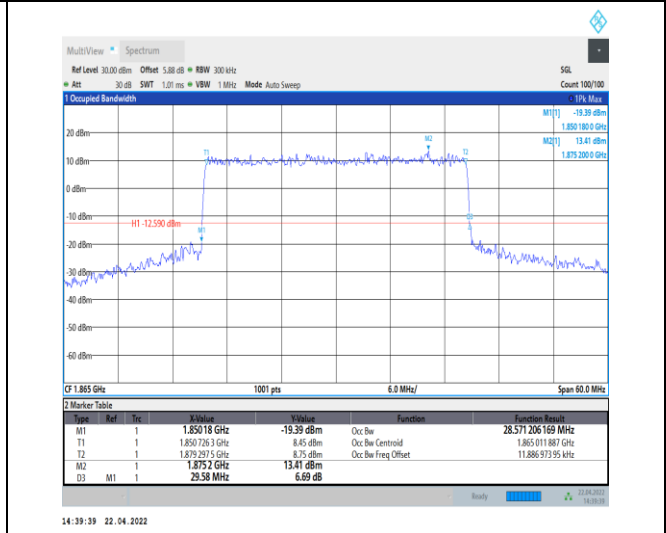 MultiView Spectrum
Ref Level 30.00 dBm Offset 5.88 dB RBW 300 kHz SGL
Att 30 dB SWT 1.01 ms VBW 1 MHz Mode Auto Sweep Count 100/100
1 Occupied Bandwidth 1Pk Max
M1[1] -19.39 dBm
1.850 180 0 GHz
M2[1] 13.41 dBm
1.875 200 0 GHz
20 dBm
M2
T1 T2
10 dBm
0 dBm
-10 dBm
H1 -12.590 dBm
M1
-20 dBm
-30 dBm
-40 dBm
-50 dBm
-60 dBm
CF 1.865 GHz 1001 pts 6.0 MHz/ Span 60.0 MHz
2 Marker Table
Type Ref Trc X-Value Y-Value Function Function Result
M1 1 1.85018 GHz -19.39 dBm Occ Bw 28.571 206 169 MHz
T1 1 1.850 726 3 GHz 8.45 dBm Occ Bw Centroid 1.865 011 887 GHz
T2 1 1.879 297 5 GHz 8.75 dBm Occ Bw Freq Offset 11.886 973 95 kHz
M2 1 1.8752 GHz 13.41 dBm
D3 M1 1 29.58 MHz 6.69 dB
Ready 22.04.2022
14:39:39
14:39:39 22.04.2022